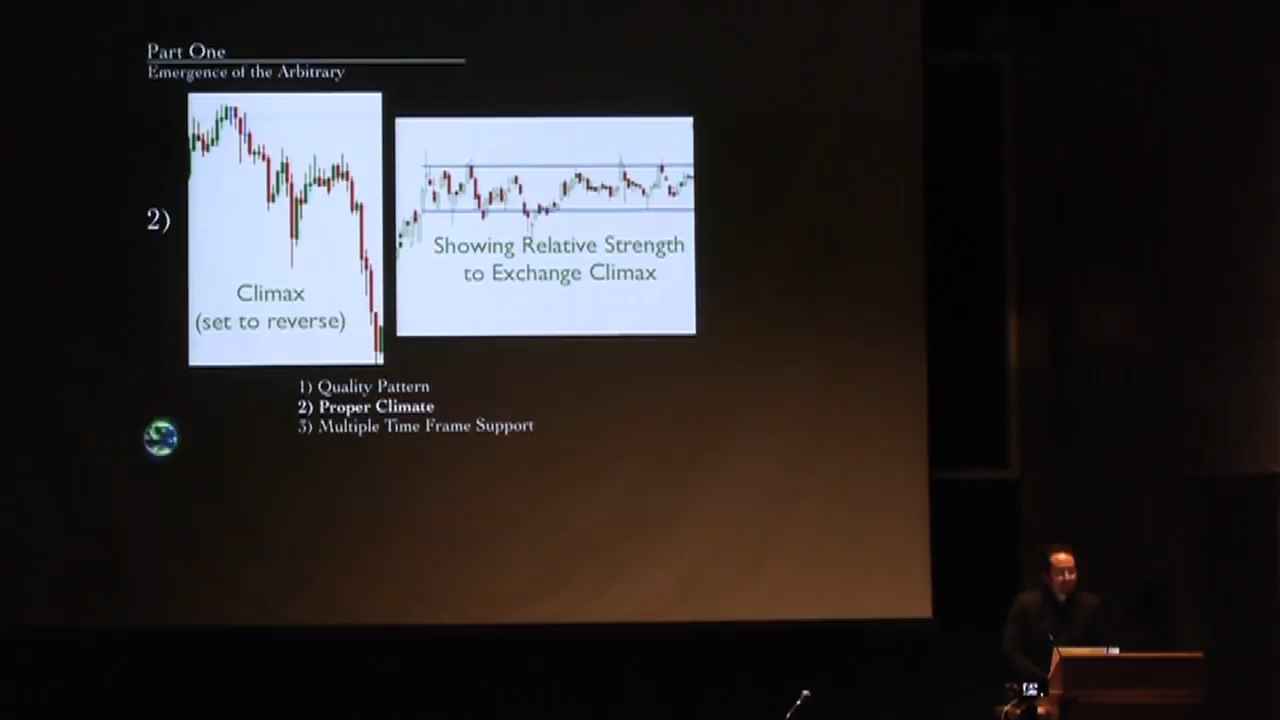 Part One
Emergence of the Arbitrary
2)
Climax
(set to reverse)
Showing Relative Strength
to Exchange Climax
1) Quality Pattern
2) Proper Climate
3) Multiple Time Frame Support